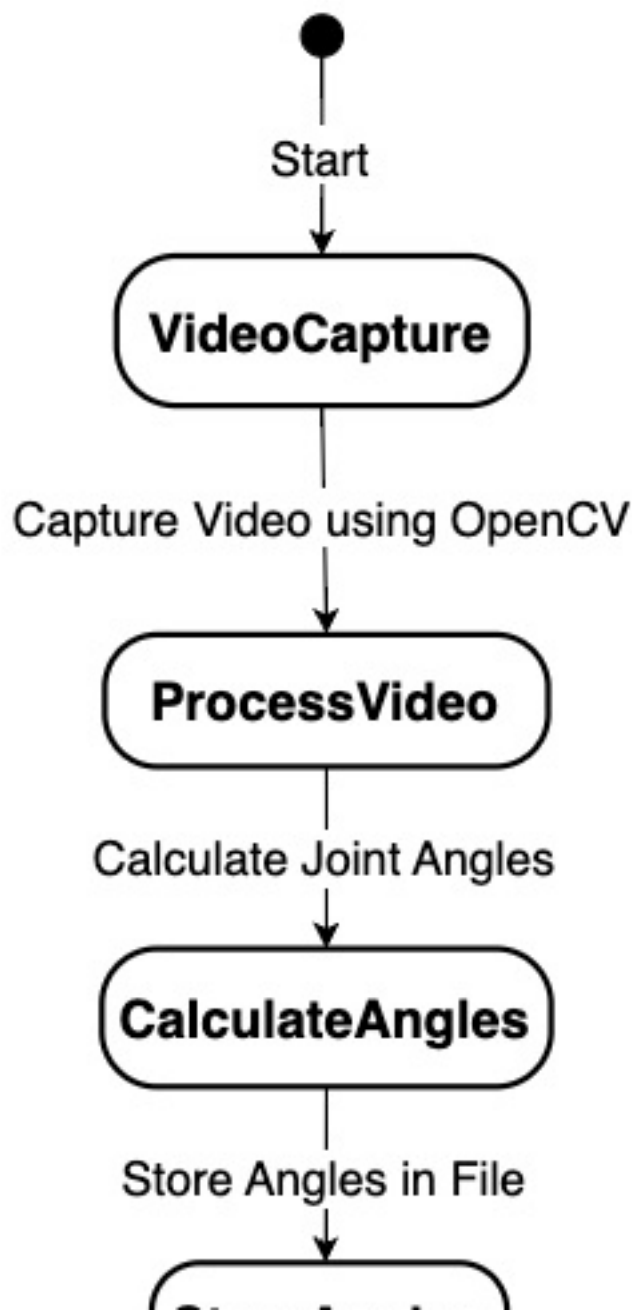 Start
VideoCapture
Capture Video using OpenCV
ProcessVideo
Calculate Joint Angles
CalculateAngles
Store Angles in File